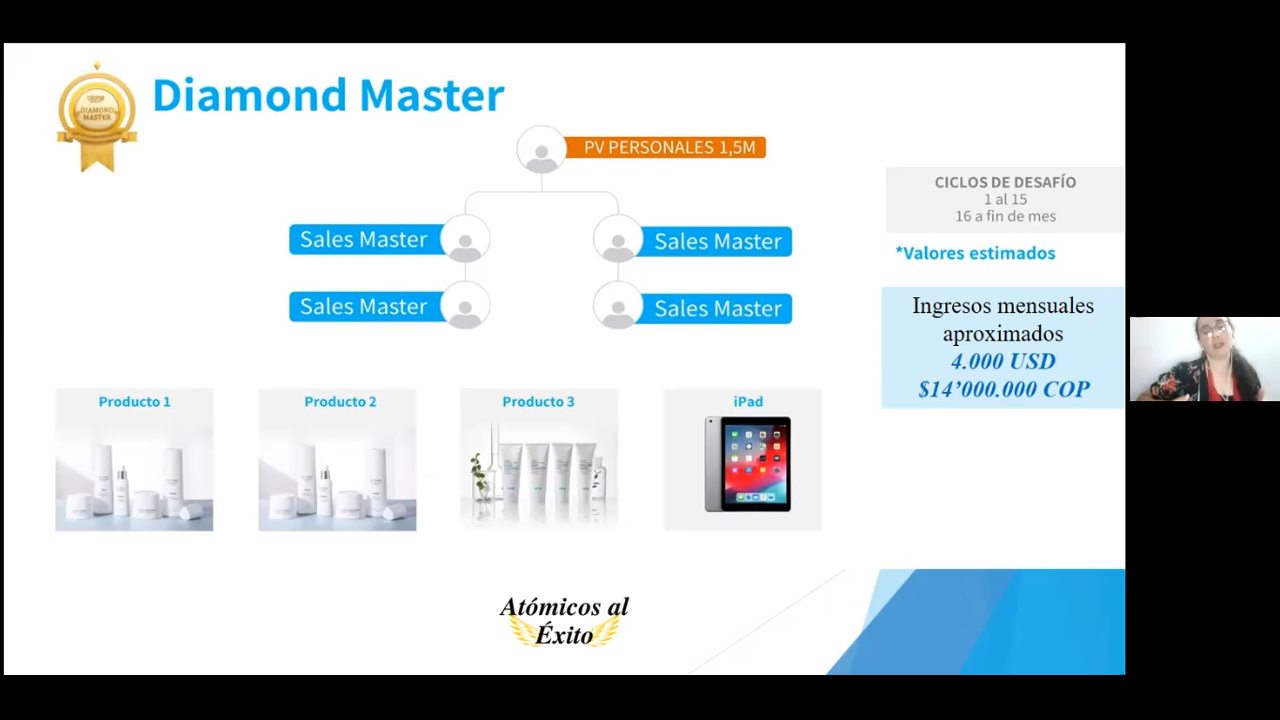 Diamond Master
DIAMOND
MASTER
PV PERSONALES 1,5M
Sales Master
Sales Master
Sales Master
Sales Master
CICLOS DE DESAFÍO
1 al 15
16 a fin de mes
*Valores estimados
Ingresos mensuales
aproximados
4.000 USD
$14’000.000 COP
Producto 1
Producto 2
Producto 3
iPad
Atómicos al
Éxito